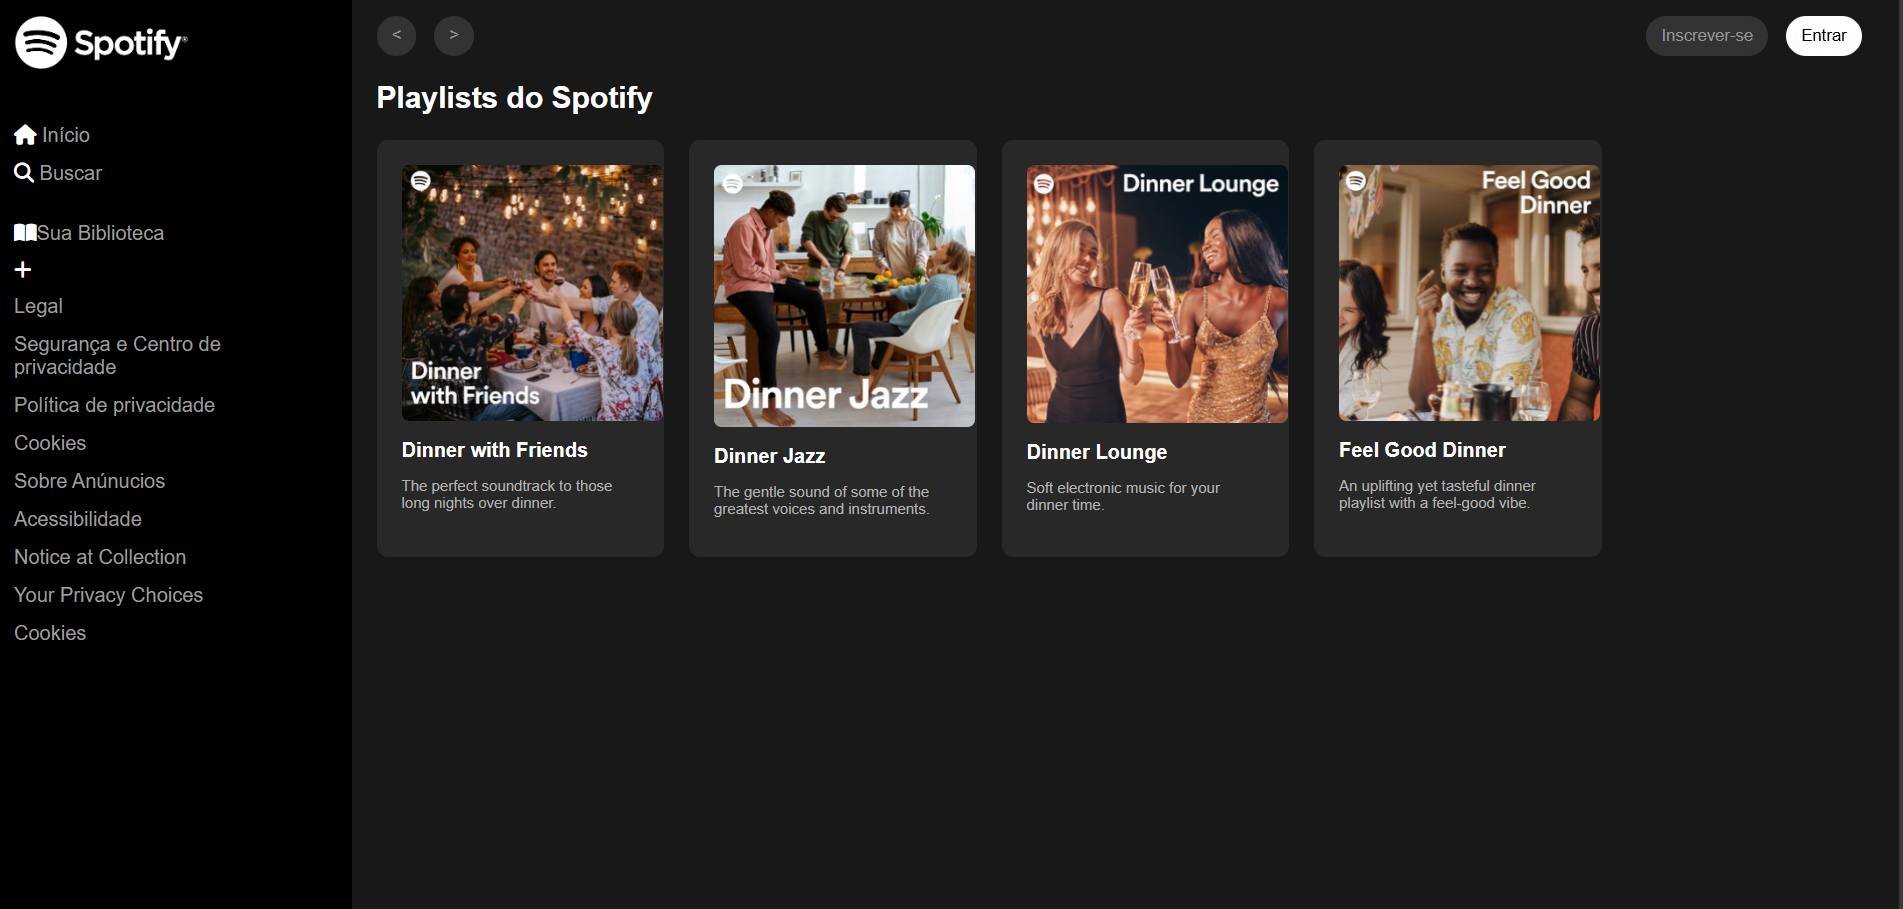 Spotify®
Início
Buscar
Sua Biblioteca
+
Legal
Segurança e Centro de
privacidade
Política de privacidade
Cookies
Sobre Anúnucios
Acessibilidade
Notice at Collection
Your Privacy Choices
Cookies
< >
Inscrever-se
Entrar
Playlists do Spotify
Dinner
with Friends
Dinner with Friends
The perfect soundtrack to those
long nights over dinner.
Dinner Jazz
Dinner Jazz
The gentle sound of some of the
greatest voices and instruments.
Dinner Lounge
Dinner Lounge
Soft electronic music for your
dinner time.
Feel Good
Dinner
Feel Good Dinner
An uplifting yet tasteful dinner
playlist with a feel-good vibe.